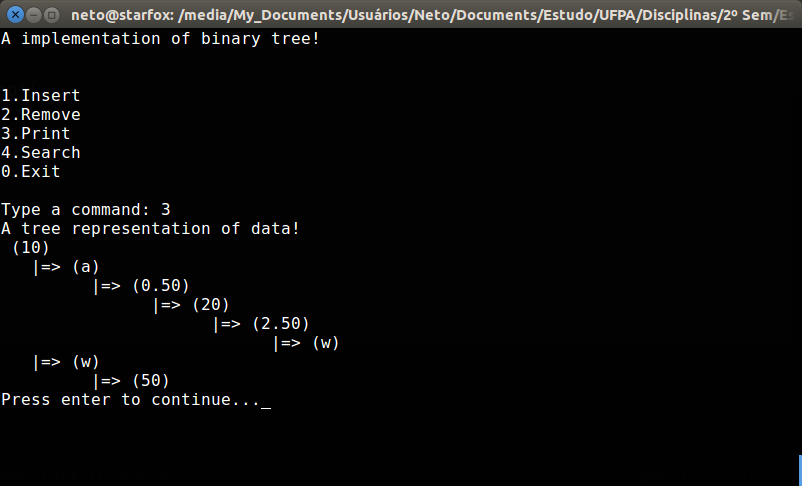 neto@starfox: /media/My_Documents/Usuários/Neto/Documents/Estudo/UFPA/Disciplinas/2º Sem/Es
A implementation of binary tree!
1.Insert
2.Remove
3.Print
4.Search
0.Exit
Type a command: 3
A tree representation of data!
(10)
|=> (a)
|=> (0.50)
|=> (20)
|=> (2.50)
|=> (w)
|=> (w)
|=> (50)
Press enter to continue..._